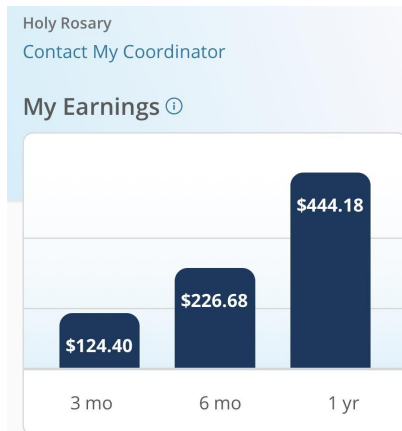 Holy Rosary
Contact My Coordinator
My Earnings
$444.18
$226.68
$124.40
3 mo 6 mo 1 yr